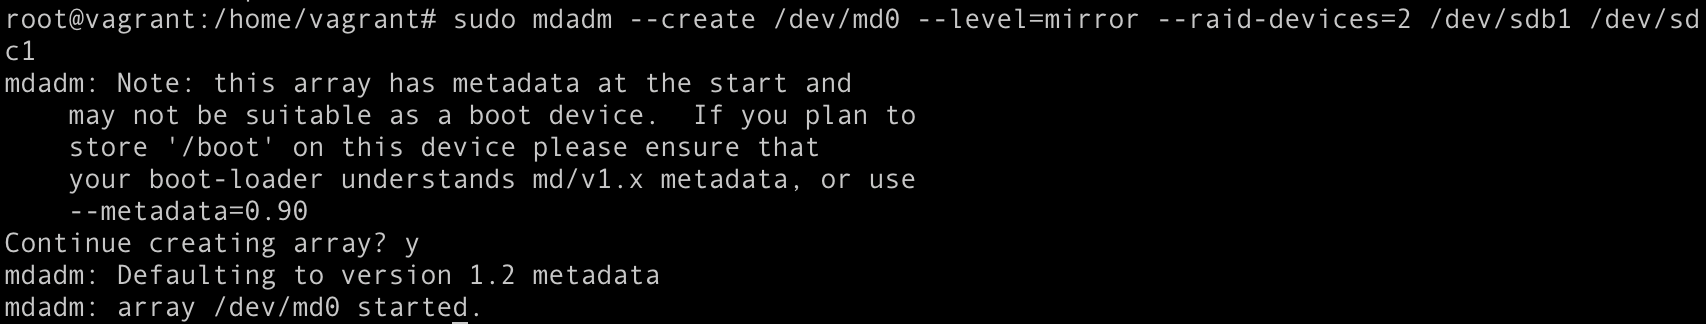 root@vagrant:/home/vagrant# sudo mdadm --create /dev/md0 --level=mirror --raid-devices=2 /dev/sdb1 /dev/sd
c1
mdadm: Note: this array has metadata at the start and
    may not be suitable as a boot device.  If you plan to
    store '/boot' on this device please ensure that
    your boot-loader understands md/v1.x metadata, or use
    --metadata=0.90
Continue creating array? y
mdadm: Defaulting to version 1.2 metadata
mdadm: array /dev/md0 started.